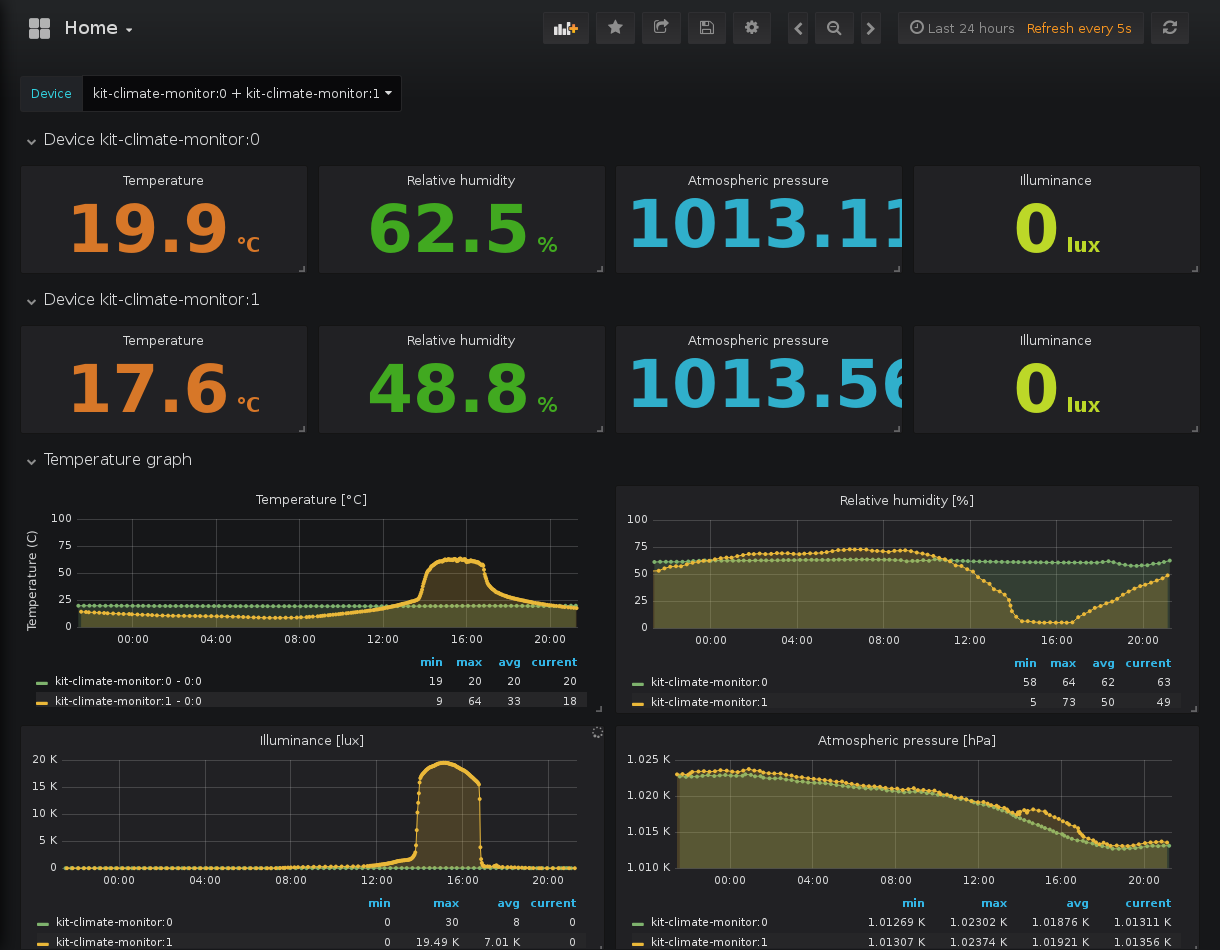 Home
Last 24 hours Refresh every 5s
Device kit-climate-monitor:0 + kit-climate-monitor:1
Device kit-climate-monitor:0
Temperature Relative humidity Atmospheric pressure Illuminance
19.9 °C 62.5 % 1013.11 0 lux
Device kit-climate-monitor:1
Temperature Relative humidity Atmospheric pressure Illuminance
17.6 °C 48.8 % 1013.56 0 lux
Temperature graph
Temperature [°C]
Temperature (C)
100
75
50
25
0
00:00 04:00 08:00 12:00 16:00 20:00
min max avg current
kit-climate-monitor:0 - 0:0 19 20 20 20
kit-climate-monitor:1 - 0:0 9 64 33 18
Relative humidity [%]
100
75
50
25
0
00:00 04:00 08:00 12:00 16:00 20:00
min max avg current
kit-climate-monitor:0 58 64 62 63
kit-climate-monitor:1 5 73 50 49
Illuminance [lux]
20 K
15 K
10 K
5 K
0
00:00 04:00 08:00 12:00 16:00 20:00
min max avg current
kit-climate-monitor:0 0 30 8 0
kit-climate-monitor:1 0 19.49 K 7.01 K 0
Atmospheric pressure [hPa]
1.025 K
1.020 K
1.015 K
1.010 K
00:00 04:00 08:00 12:00 16:00 20:00
min max avg current
kit-climate-monitor:0 1.01269 K 1.02302 K 1.01876 K 1.01311 K
kit-climate-monitor:1 1.01307 K 1.02374 K 1.01921 K 1.01356 K